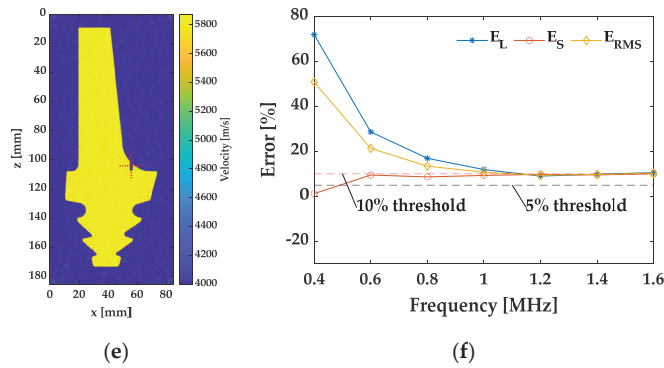 0
20
40
60
80
100
120
140
160
180
z [mm]
0 20 40 60 80
x [mm]
5800
5600
5400
5200
5000
4800
4600
4400
4200
4000
Velocity [m/s]
(e)
80
60
40
20
0
-20
Error [%]
E_L E_S E_RMS
10% threshold 5% threshold
0.4 0.6 0.8 1 1.2 1.4 1.6
Frequency [MHz]
(f)